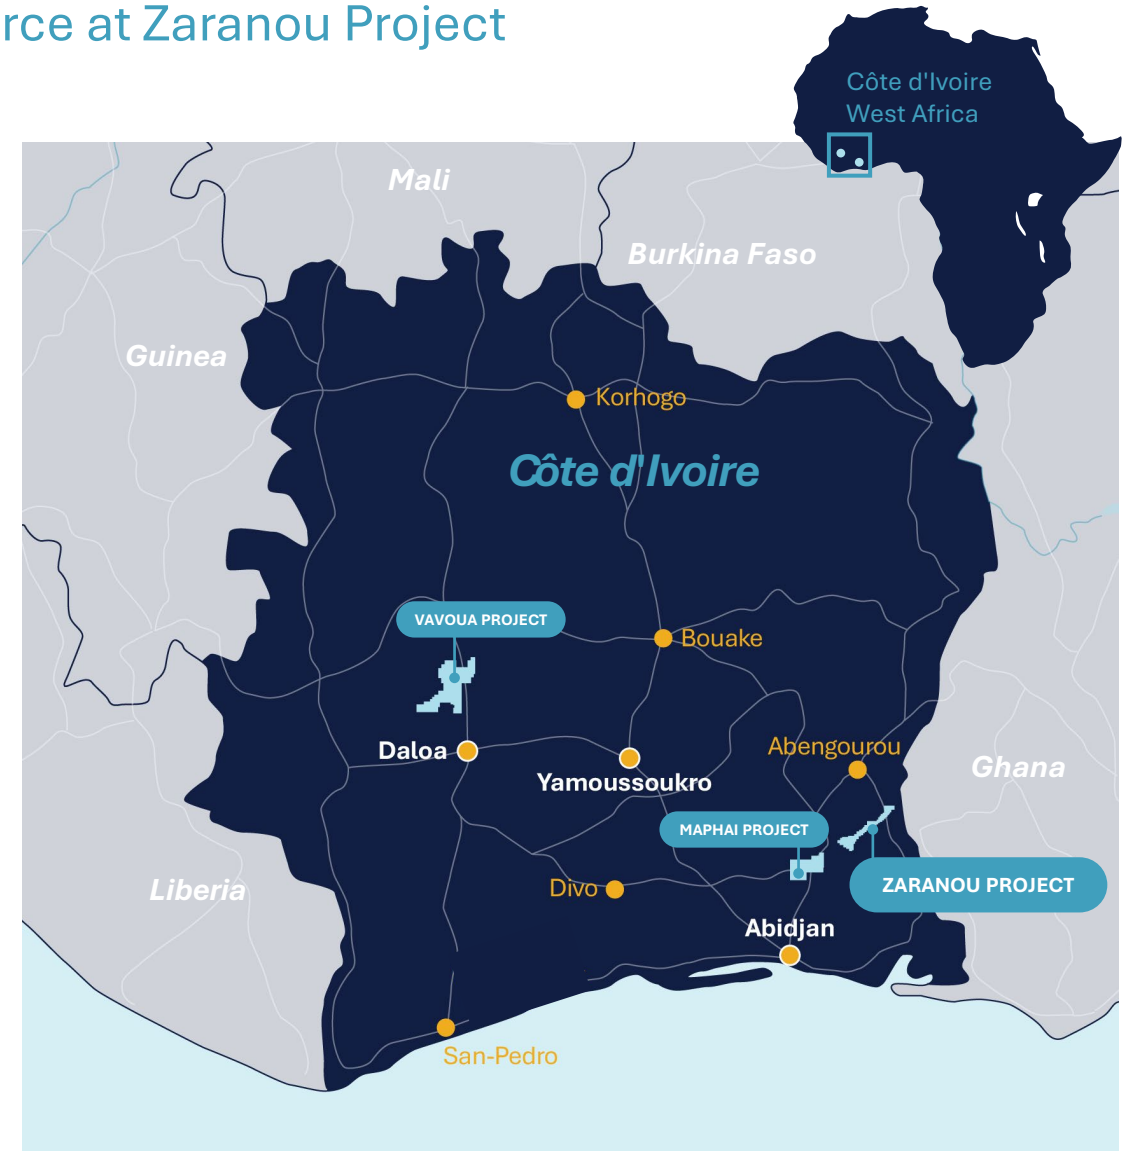 rce at Zaranou Project
Côte d'Ivoire
West Africa
Mali
Burkina Faso
Guinea
Korhogo
Côte d'Ivoire
VAVOUA PROJECT
Bouake
Daloa
Yamoussoukro
Abengourou
Ghana
MAPHAI PROJECT
ZARANOU PROJECT
Liberia
Divo
Abidjan
San-Pedro